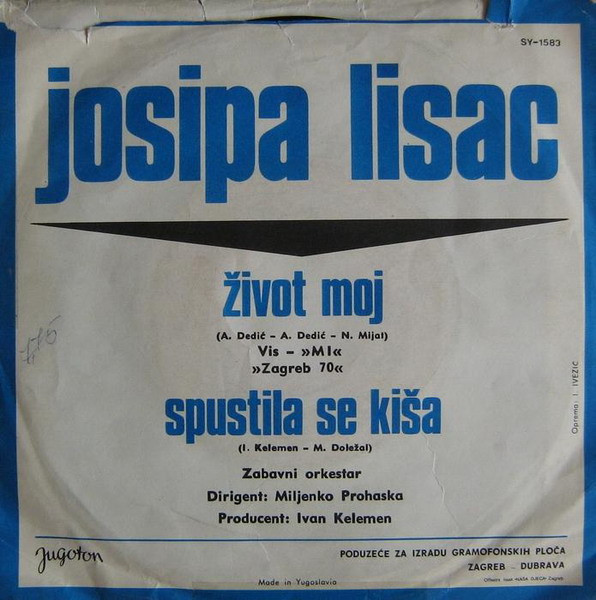 SY-1583
josipa lisac
život moj
(A. Dedić – A. Dedić – N. Mijat)
Vis – »MI«
»Zagreb 70«
spustila se kiša
(I. Kelemen – M. Doležal)
Zabavni orkestar
Dirigent: Miljenko Prohaska
Producent: Ivan Kelemen
Oprema: I. IVEZIĆ
Jugoton
PODUZEĆE ZA IZRADU GRAMOFONSKIH PLOČA
ZAGREB – DUBRAVA
Made in Yugoslavia